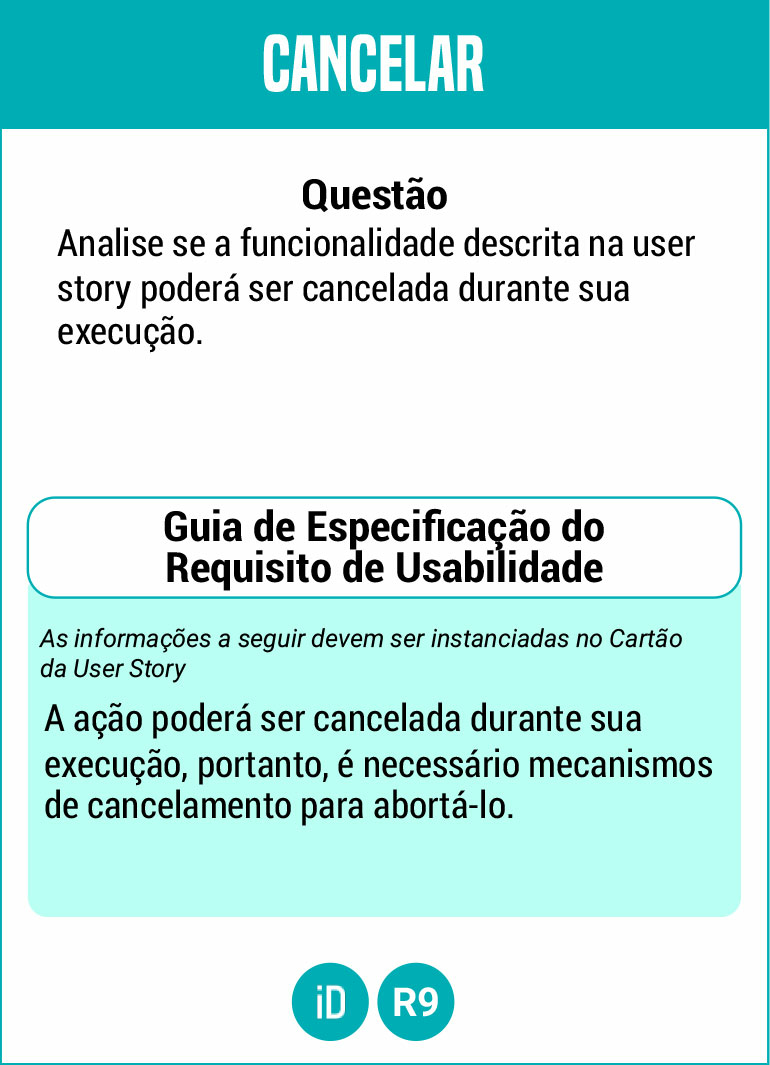 CANCELAR
Questão
Analise se a funcionalidade descrita na user
story poderá ser cancelada durante sua
execução.
Guia de Especificação do
Requisito de Usabilidade
As informações a seguir devem ser instanciadas no Cartão
da User Story
A ação poderá ser cancelada durante sua
execução, portanto, é necessário mecanismos
de cancelamento para abortá-lo.
iD R9